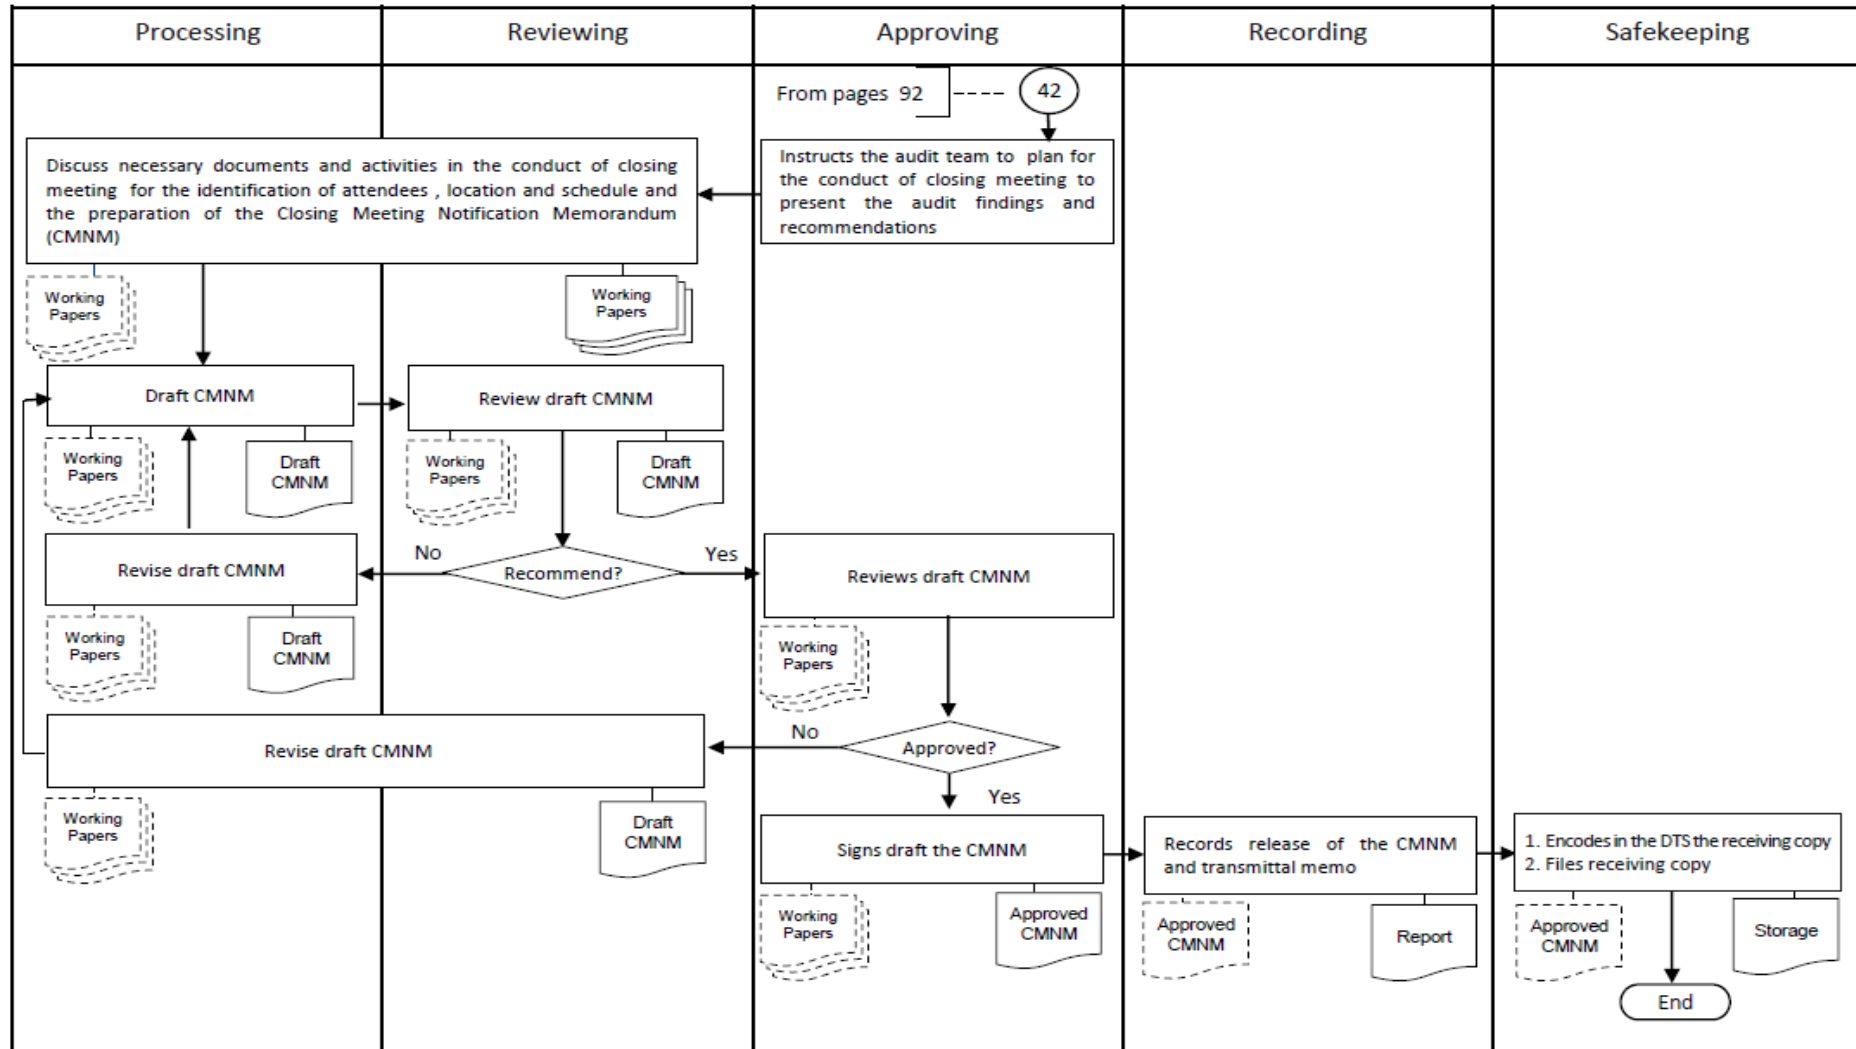 Processing
Reviewing
Approving
Recording
Safekeeping
From pages 92
42
Instructs the audit team to plan for
the conduct of closing meeting to
present the audit findings and
recommendations
Discuss necessary documents and activities in the conduct of closing
meeting for the identification of attendees , location and schedule and
the preparation of the Closing Meeting Notification Memorandum
(CMNM)
Working
Papers
Working
Papers
Draft CMNM
Working
Papers
Draft
CMNM
Review draft CMNM
Working
Papers
Draft
CMNM
Recommend?
No
Yes
Revise draft CMNM
Working
Papers
Draft
CMNM
Reviews draft CMNM
Working
Papers
Approved?
No
Yes
Revise draft CMNM
Working
Papers
Draft
CMNM
Signs draft the CMNM
Working
Papers
Approved
CMNM
Records release of the CMNM
and transmittal memo
Approved
CMNM
Report
1. Encodes in the DTS the receiving copy
2. Files receiving copy
Approved
CMNM
Storage
End